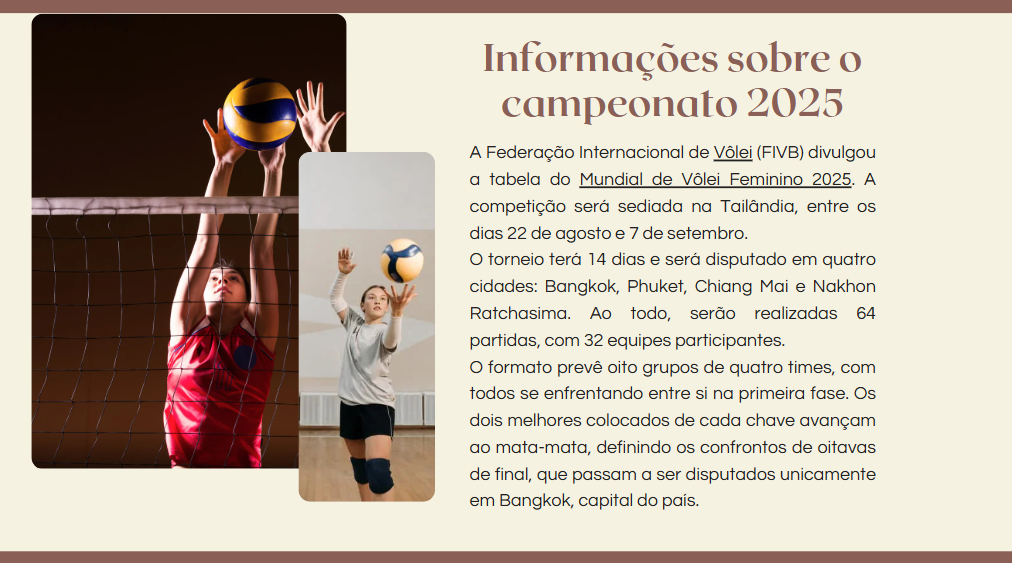 Informações sobre o
campeonato 2025
A Federação Internacional de Vôlei (FIVB) divulgou
a tabela do Mundial de Vôlei Feminino 2025. A
competição será sediada na Tailândia, entre os
dias 22 de agosto e 7 de setembro.
O torneio terá 14 dias e será disputado em quatro
cidades: Bangkok, Phuket, Chiang Mai e Nakhon
Ratchasima. Ao todo, serão realizadas 64
partidas, com 32 equipes participantes.
O formato prevê oito grupos de quatro times, com
todos se enfrentando entre si na primeira fase. Os
dois melhores colocados de cada chave avançam
ao mata-mata, definindo os confrontos de oitavas
de final, que passam a ser disputados unicamente
em Bangkok, capital do país.